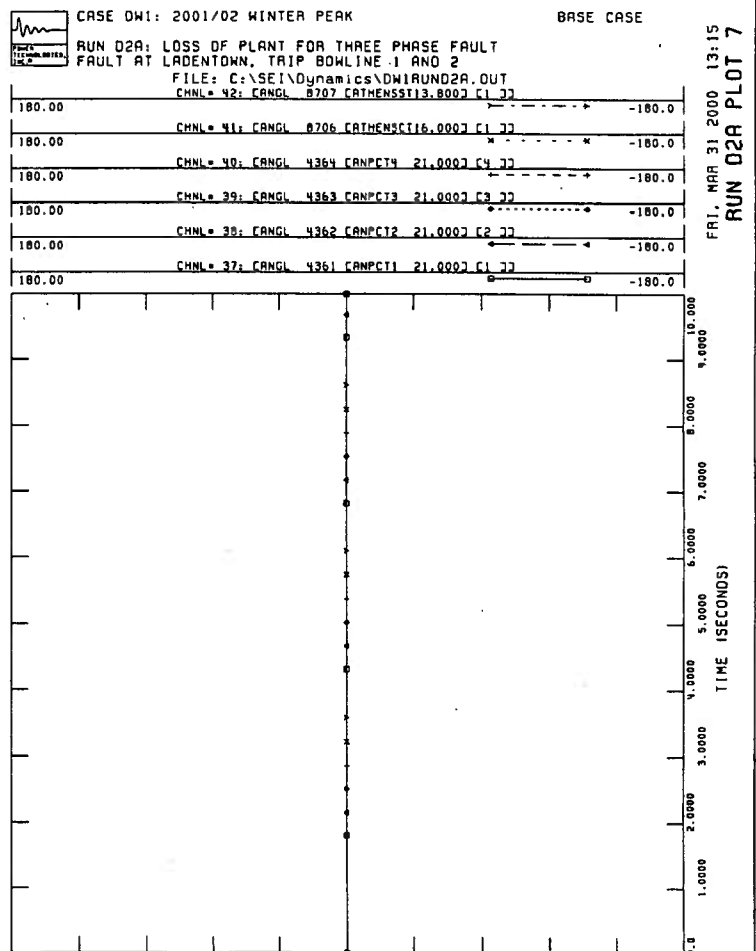 POWER
TECHNOLOGIES,
INC.®
CASE DW1: 2001/02 WINTER PEAK BASE CASE
RUN D2A: LOSS OF PLANT FOR THREE PHASE FAULT
FAULT AT LADENTOWN, TRIP BOWLINE 1 AND 2
FILE: C:\SEI\Dynamics\DW1RUND2A.OUT
CHNL# 42: [ANGL 8707 [ATHENSST13.800] [1 ]]
180.00 -180.0
CHNL# 41: [ANGL 8706 [ATHENSCT16.000] [1 ]]
180.00 -180.0
CHNL# 40: [ANGL 4364 [ANPCT4 21.000] [4 ]]
180.00 -180.0
CHNL# 39: [ANGL 4363 [ANPCT3 21.000] [3 ]]
180.00 -180.0
CHNL# 38: [ANGL 4362 [ANPCT2 21.000] [2 ]]
180.00 -180.0
CHNL# 37: [ANGL 4361 [ANPCT1 21.000] [1 ]]
180.00 -180.0
FRI, MAR 31 2000 13:15
RUN D2A PLOT 7
10.000
9.0000
8.0000
7.0000
6.0000
5.0000
4.0000
3.0000
2.0000
1.0000
0.0
TIME (SECONDS)